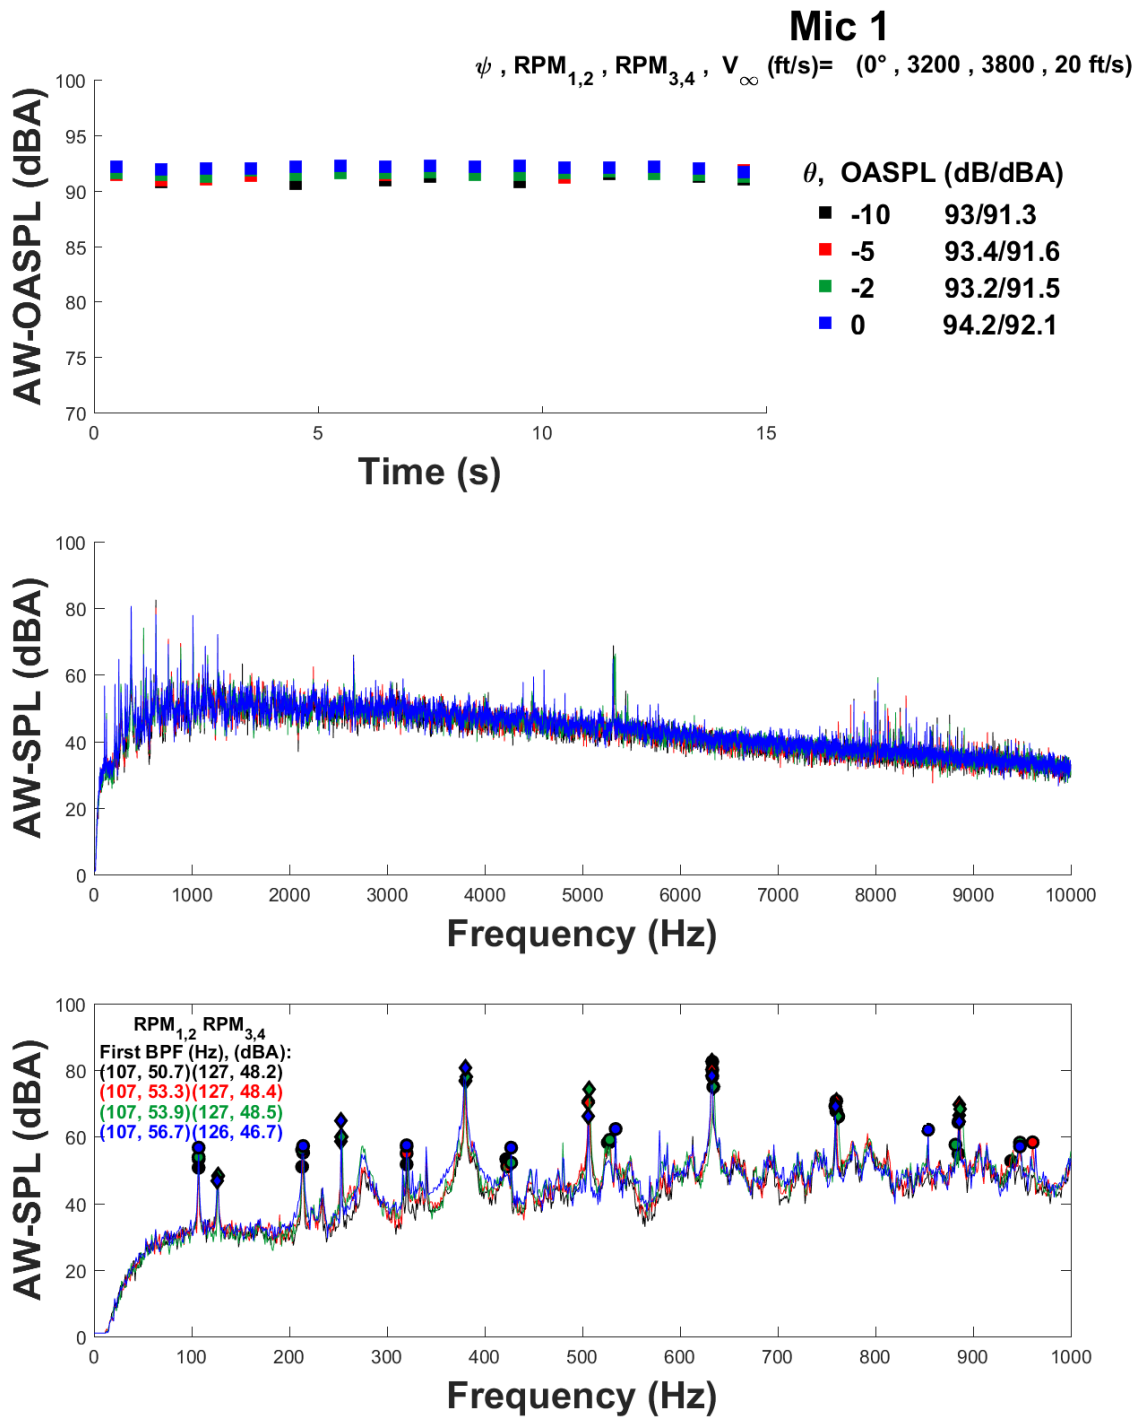 Mic 1
ψ , RPM1,2 , RPM3,4 , V∞ (ft/s)= (0° , 3200 , 3800 , 20 ft/s)
AW-OASPL (dBA)
100
95
90
85
80
75
70
0 5 10 15
Time (s)
θ, OASPL (dB/dBA)
-10 93/91.3
-5 93.4/91.6
-2 93.2/91.5
0 94.2/92.1
AW-SPL (dBA)
100
80
60
40
20
0
0 1000 2000 3000 4000 5000 6000 7000 8000 9000 10000
Frequency (Hz)
AW-SPL (dBA)
100
80
60
40
20
0
RPM1,2 RPM3,4
First BPF (Hz), (dBA):
(107, 50.7)(127, 48.2)
(107, 53.3)(127, 48.4)
(107, 53.9)(127, 48.5)
(107, 56.7)(126, 46.7)
0 100 200 300 400 500 600 700 800 900 1000
Frequency (Hz)